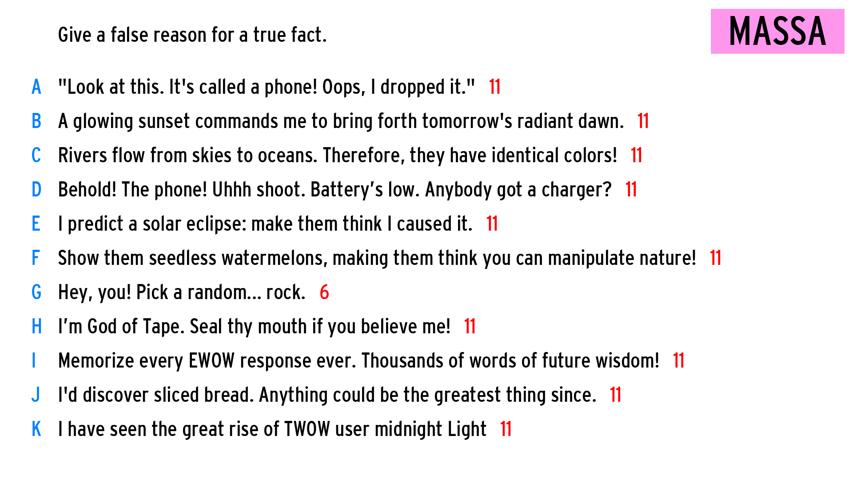 Give a false reason for a true fact.
MASSA
A "Look at this. It's called a phone! Oops, I dropped it." 11
B A glowing sunset commands me to bring forth tomorrow's radiant dawn. 11
C Rivers flow from skies to oceans. Therefore, they have identical colors! 11
D Behold! The phone! Uhhh shoot. Battery’s low. Anybody got a charger? 11
E I predict a solar eclipse: make them think I caused it. 11
F Show them seedless watermelons, making them think you can manipulate nature! 11
G Hey, you! Pick a random... rock. 6
H I’m God of Tape. Seal thy mouth if you believe me! 11
I Memorize every EWOW response ever. Thousands of words of future wisdom! 11
J I'd discover sliced bread. Anything could be the greatest thing since. 11
K I have seen the great rise of TWOW user midnight Light 11